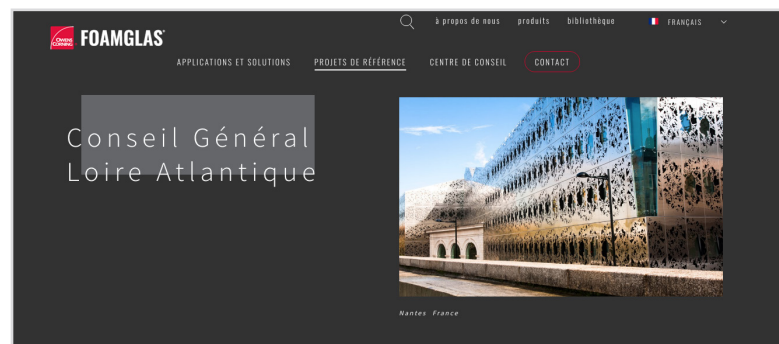 à propos de nous produits bibliothèque FRANÇAIS
OWENS CORNING FOAMGLAS®
APPLICATIONS ET SOLUTIONS PROJETS DE RÉFÉRENCE CENTRE DE CONSEIL CONTACT
Conseil Général
Loire Atlantique
Nantes France